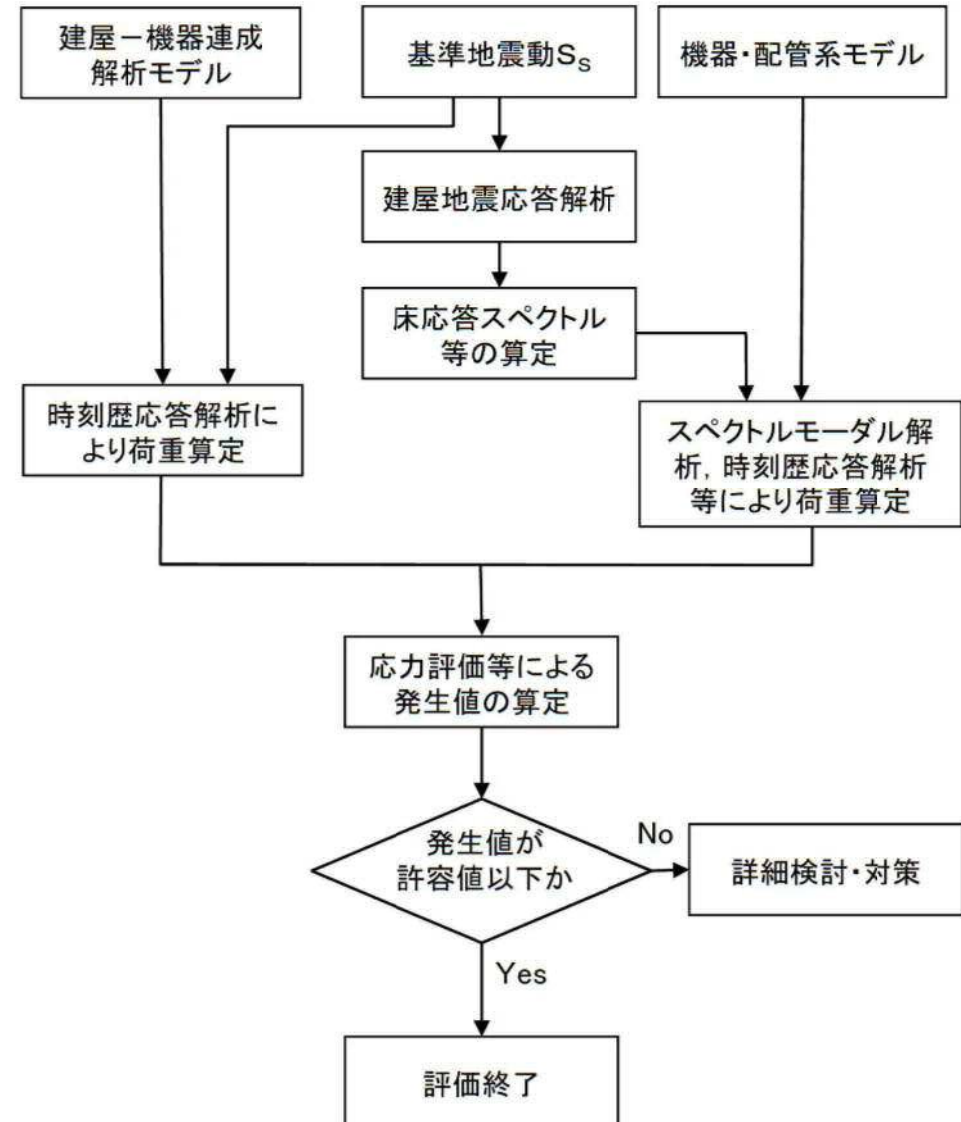 建屋－機器連成
解析モデル
基準地震動SS
機器・配管系モデル
建屋地震応答解析
床応答スペクトル
等の算定
時刻歴応答解析に
より荷重算定
スペクトルモーダル解
析，時刻歴応答解析
等により荷重算定
応力評価等による
発生値の算定
発生値が
許容値以下か
No
詳細検討・対策
Yes
評価終了